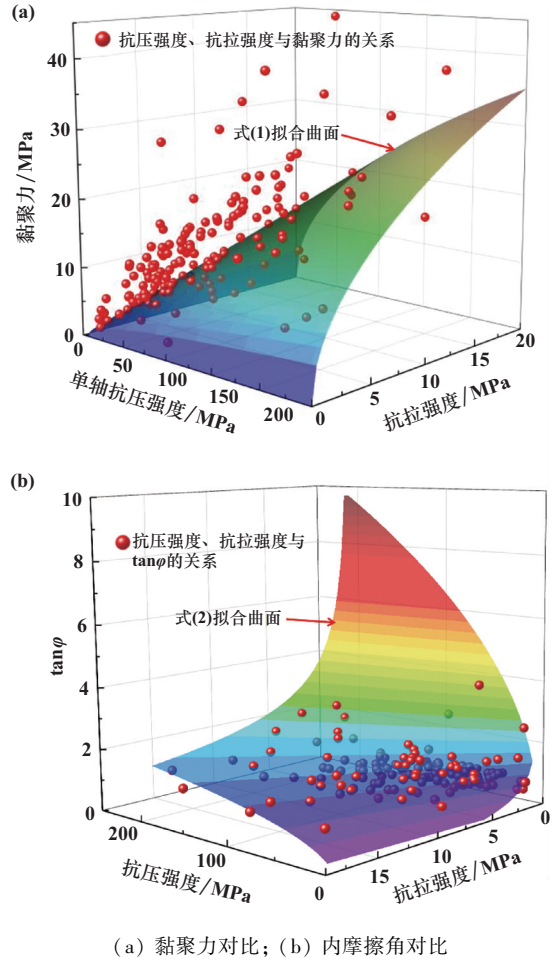 (a)
抗压强度、抗拉强度与黏聚力的关系
式(1)拟合曲面
黏聚力/MPa
40
30
20
10
0
0
50
100
150
200
单轴抗压强度/MPa
0
5
10
15
20
抗拉强度/MPa
(b)
抗压强度、抗拉强度与
tanφ的关系
式(2)拟合曲面
tanφ
10
8
6
4
2
0
200
100
0
抗压强度/MPa
15
10
5
抗拉强度/MPa
(a) 黏聚力对比; (b) 内摩擦角对比